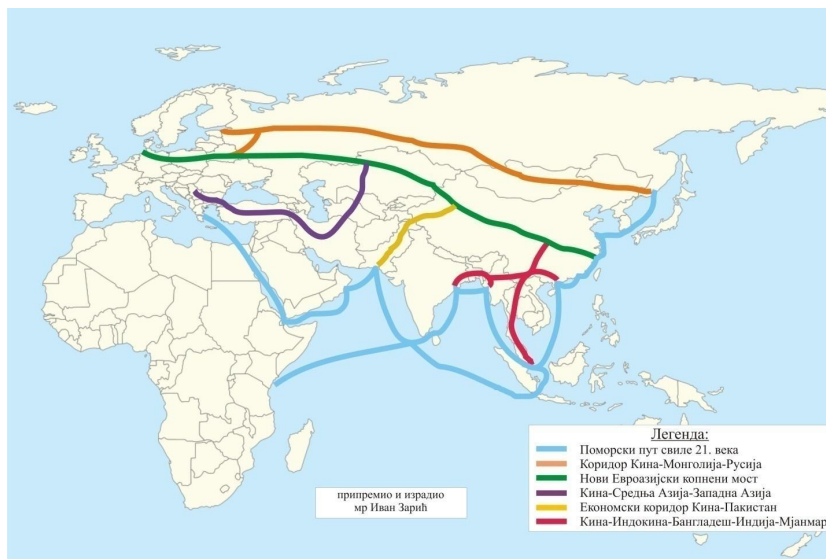 Легенда:
Поморски пут свиле 21. века
Коридор Кина-Монголија-Русија
Нови Евроазијски копнени мост
Кина-Средња Азија-Западна Азија
Економски коридор Кина-Пакистан
Кина-Индокина-Бангладеш-Индија-Мјанмар
припремио и израдио
мр Иван Зарић